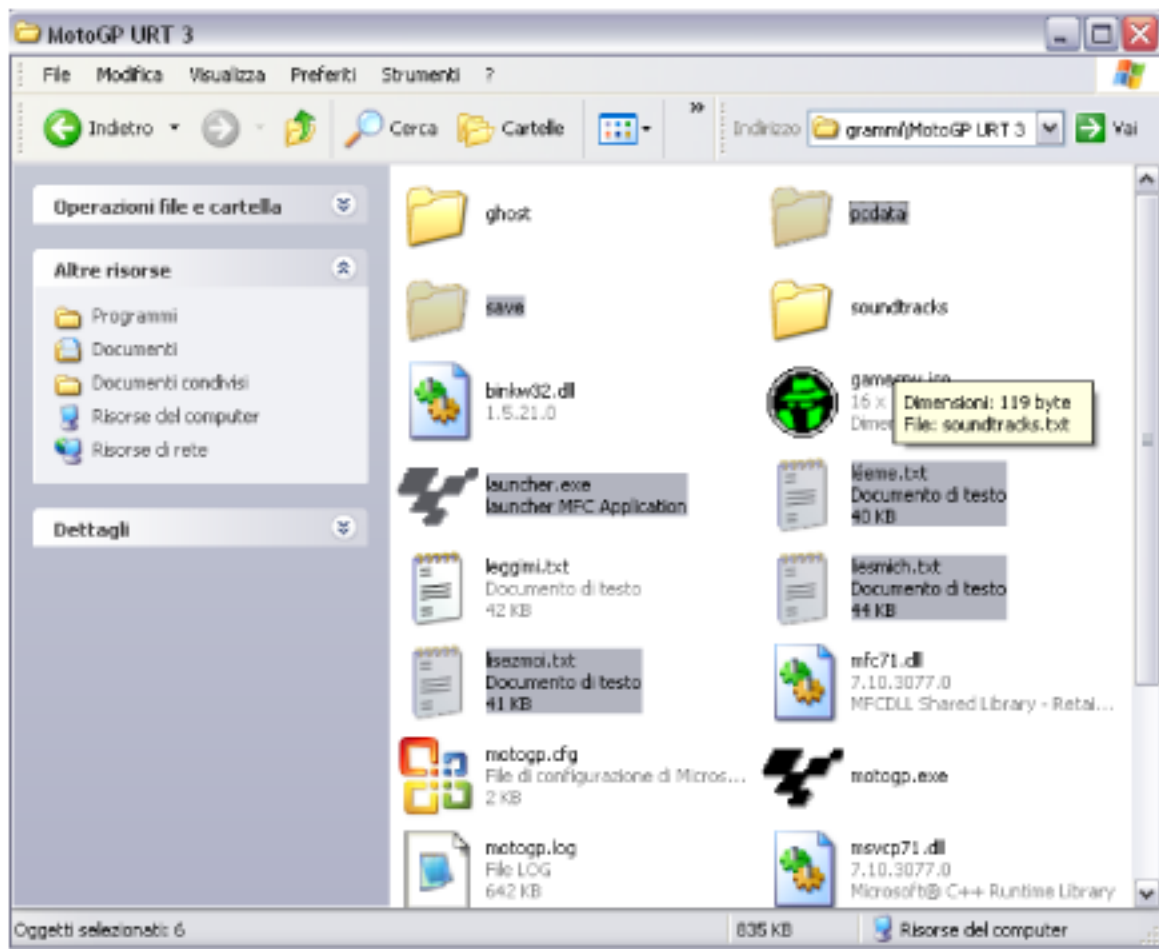 MotoGP URT 3
File Modifica Visualizza Preferiti Strumenti ?
Indietro Cerca Cartelle » Indirizzo grammi\MotoGP URT 3 Vai
Operazioni file e cartella
Altre risorse
Programmi
Documenti
Documenti condivisi
Risorse del computer
Risorse di rete
Dettagli
ghost
pcdata
save
soundtracks
binkw32.dll
1.5.21.0
16 x
Dimensioni: 119 byte
File: soundtracks.txt
launcher.exe
launcher MFC Application
léeme.txt
Documento di testo
40 KB
leggimi.txt
Documento di testo
42 KB
liesmich.txt
Documento di testo
44 KB
lisezmoi.txt
Documento di testo
41 KB
mfc71.dll
7.10.3077.0
MFCDLL Shared Library - Retai...
motogp.cfg
File di configurazione di Micros...
2 KB
motogp.exe
motogp.log
File LOG
642 KB
msvcp71.dll
7.10.3077.0
Microsoft® C++ Runtime Library
Oggetti selezionati: 6 835 KB Risorse del computer